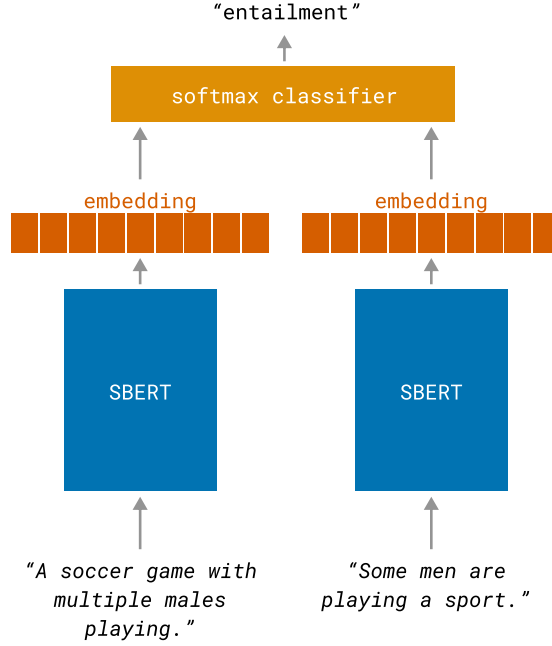 “entailment”
softmax classifier
embedding
embedding
SBERT
SBERT
“A soccer game with
multiple males
playing.”
“Some men are
playing a sport.”